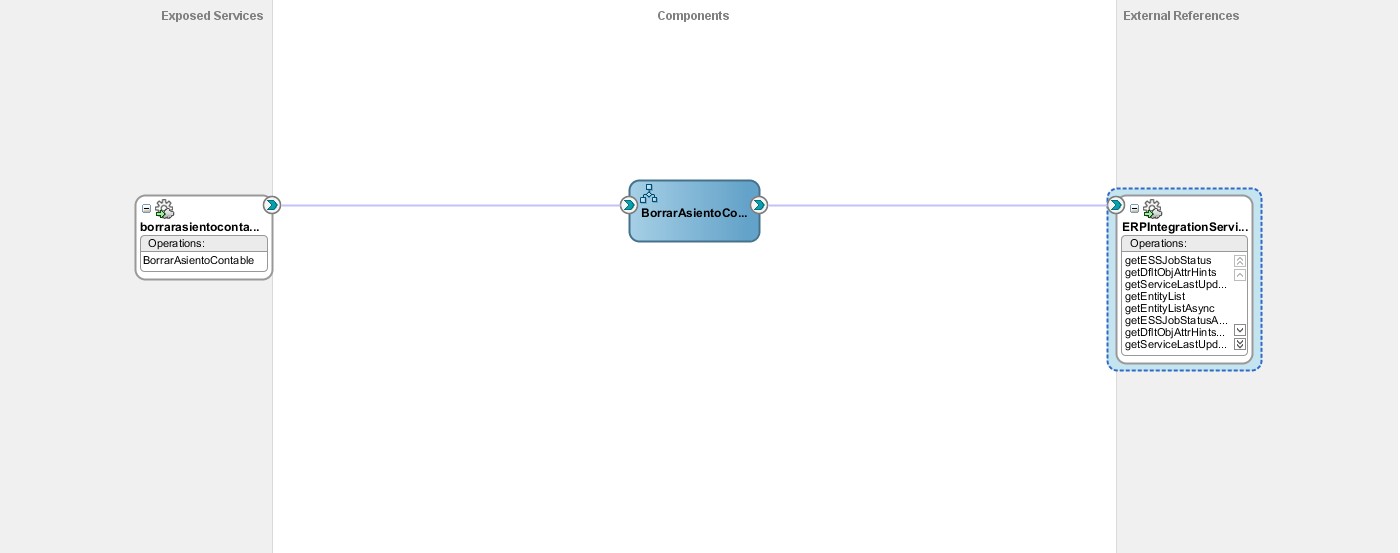 Exposed Services
Components
External References
borrarasientoconta...
Operations:
BorrarAsientoContable
BorrarAsientoCo...
ERPIntegrationServi...
Operations:
getESSJobStatus
getDfltObjAttrHints
getServiceLastUpd...
getEntityList
getEntityListAsync
getESSJobStatusA...
getDfltObjAttrHints...
getServiceLastUpd...